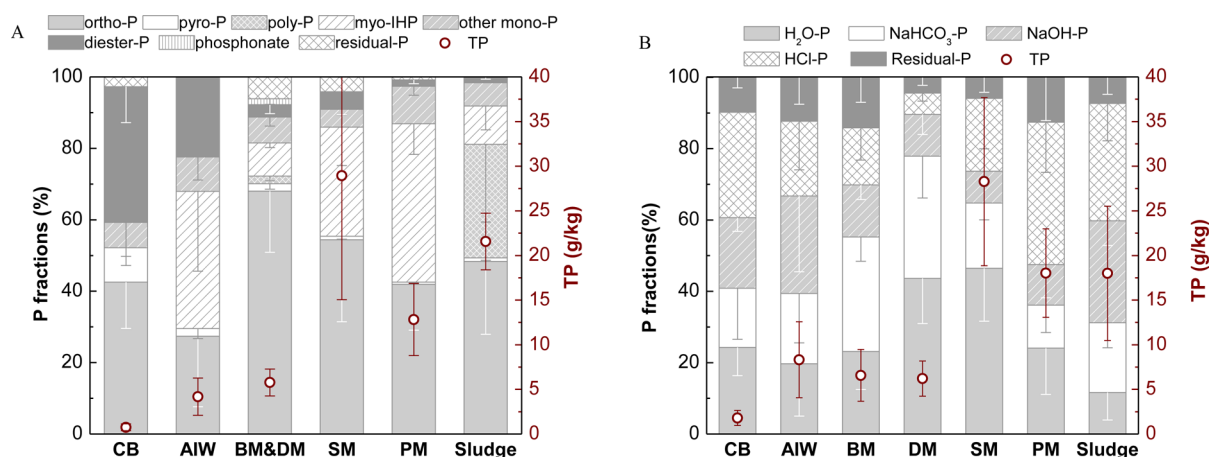 A
ortho-P pyro-P poly-P myo-IHP other mono-P
diester-P phosphonate residual-P TP
100
80
60
40
20
0
P fractions (%)
40
35
30
25
20
15
10
5
0
TP (g/kg)
CB AIW BM&DM SM PM Sludge
B
H₂O-P NaHCO₃-P NaOH-P
HCl-P Residual-P TP
100
80
60
40
20
0
P fractions(%)
40
35
30
25
20
15
10
5
0
TP (g/kg)
CB AIW BM DM SM PM Sludge